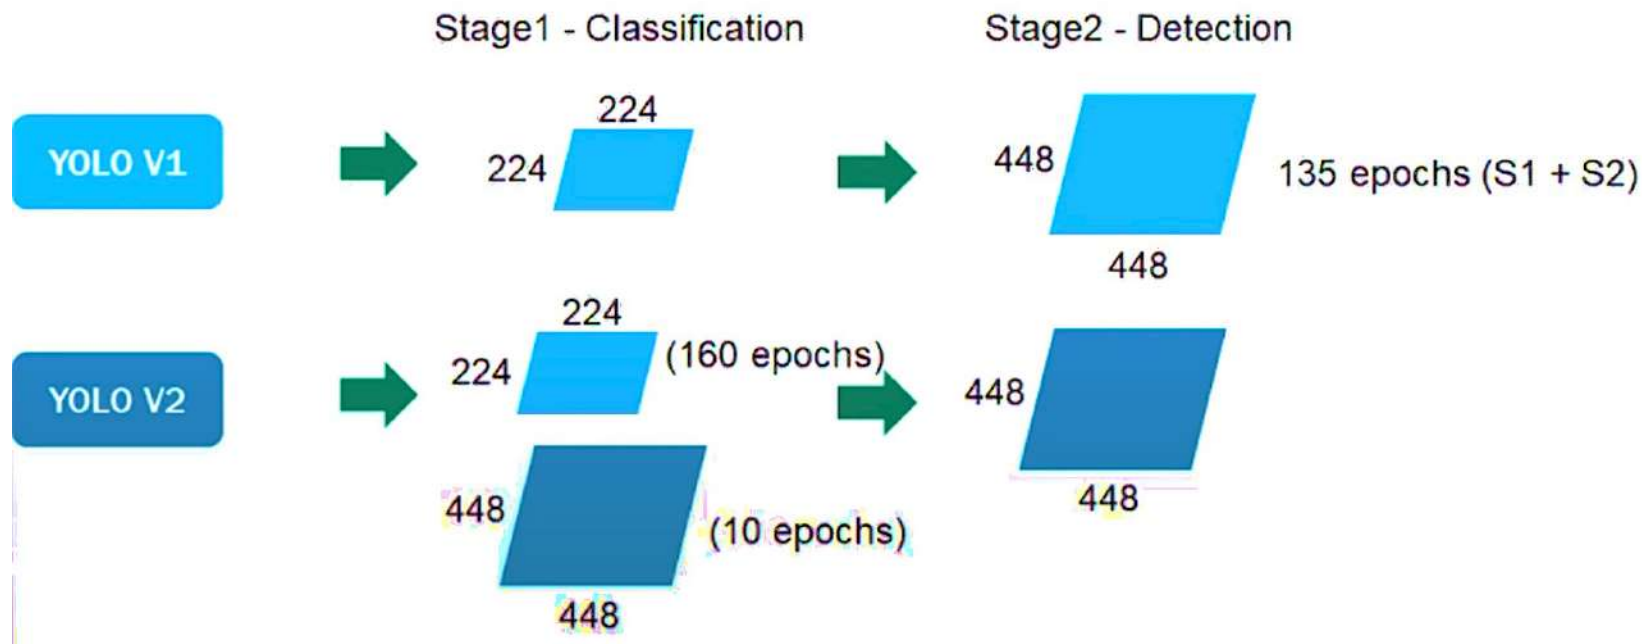 Stage1 - Classification
Stage2 - Detection
YOLO V1
224
224
448
448
135 epochs (S1 + S2)
YOLO V2
224
224
(160 epochs)
448
(10 epochs)
448
448
448